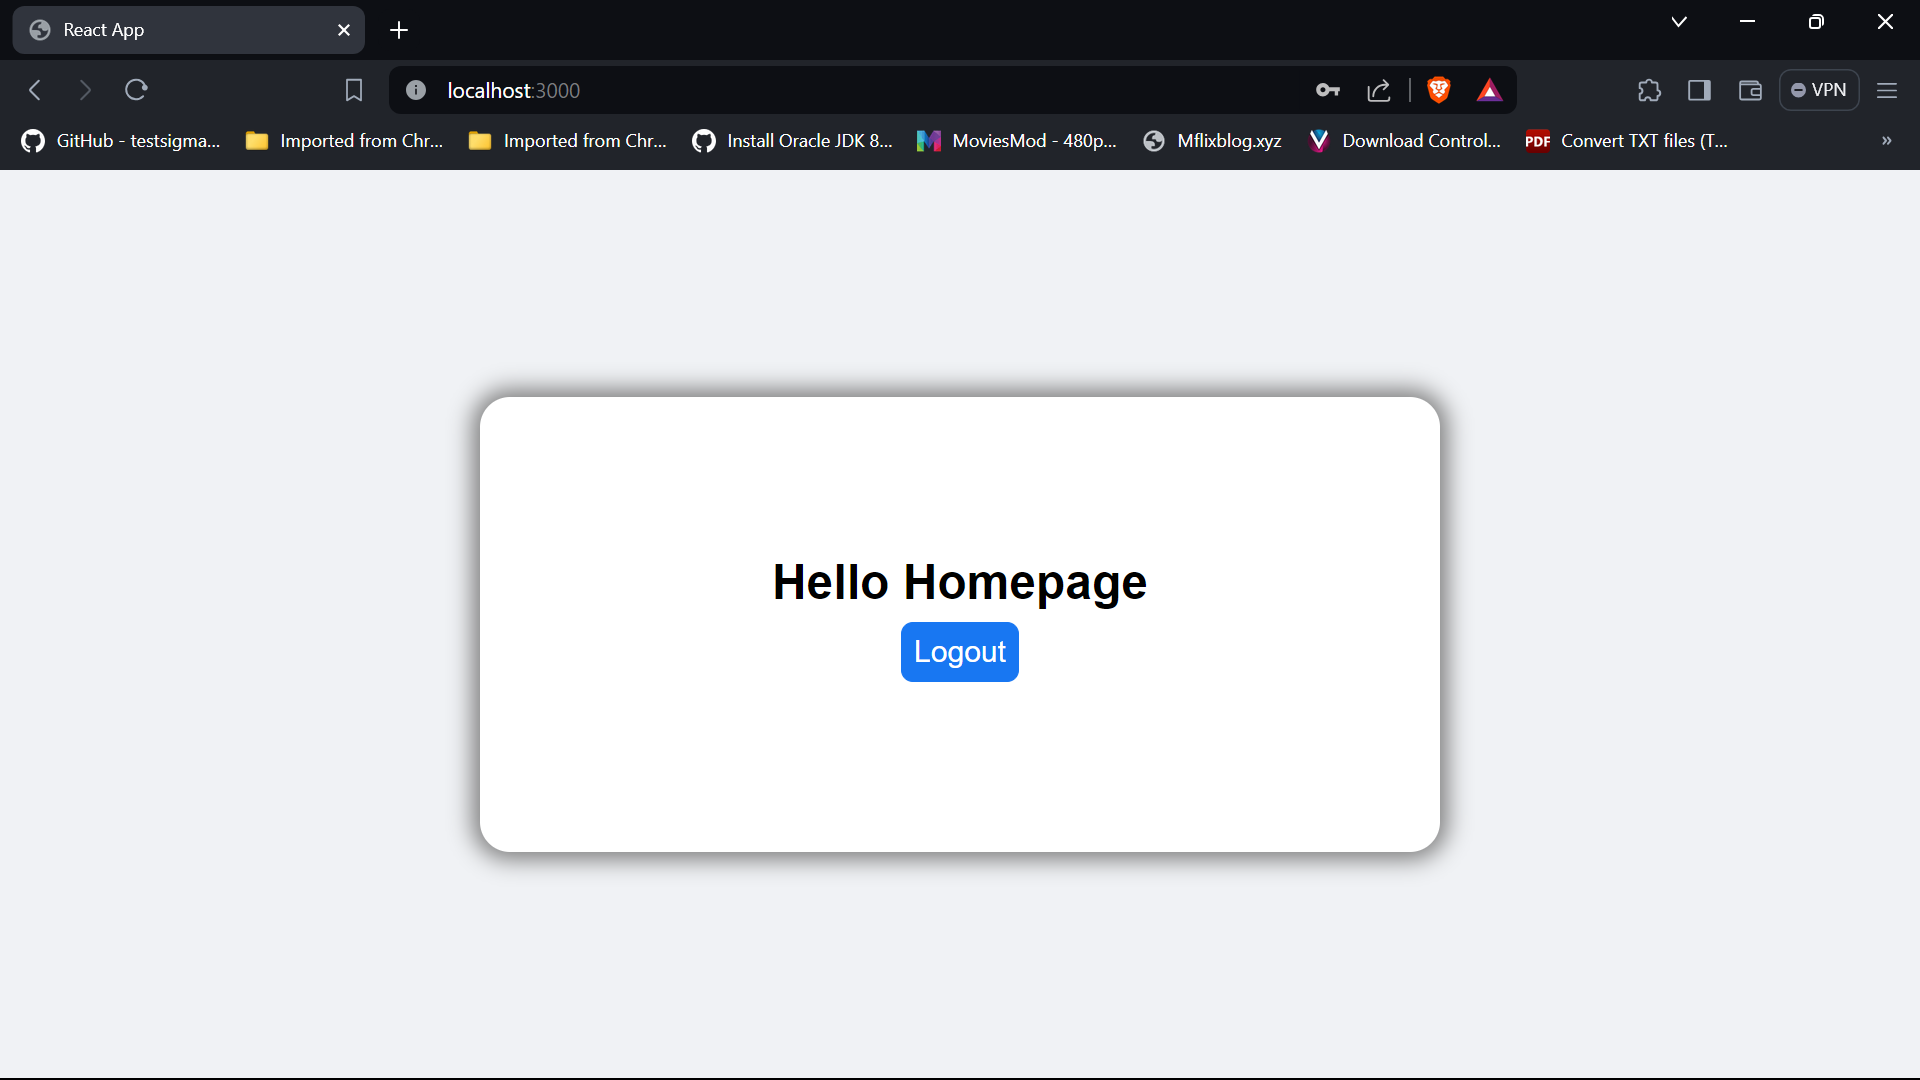 React App
localhost:3000
VPN
GitHub - testsigma...
Imported from Chr...
Imported from Chr...
Install Oracle JDK 8...
MoviesMod - 480p...
Mflixblog.xyz
Download Control...
PDF
Convert TXT files (T...
Hello Homepage
Logout